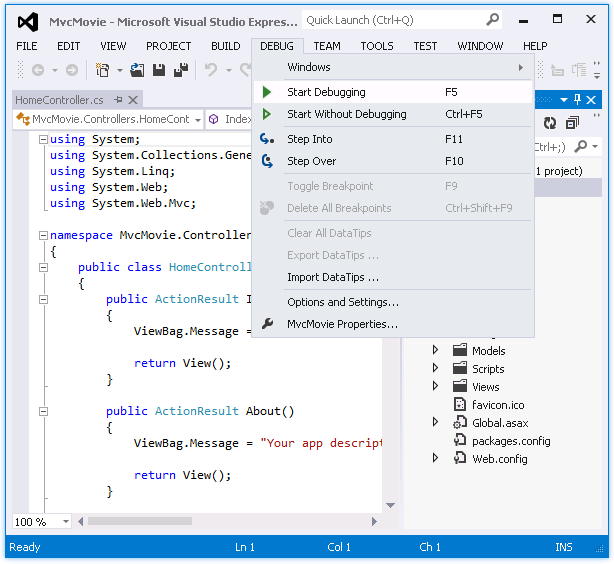 MvcMovie - Microsoft Visual Studio Expres...
Quick Launch (Ctrl+Q)
FILE EDIT VIEW PROJECT BUILD DEBUG TEAM TOOLS TEST WINDOW HELP
Windows
Start Debugging F5
Start Without Debugging Ctrl+F5
Step Into F11
Step Over F10
Toggle Breakpoint F9
Delete All Breakpoints Ctrl+Shift+F9
Clear All DataTips
Export DataTips ...
Import DataTips ...
Options and Settings...
MvcMovie Properties...
HomeController.cs
MvcMovie.Controllers.HomeCont
Index
using System;
using System.Collections.Gene
using System.Linq;
using System.Web;
using System.Web.Mvc;
namespace MvcMovie.Controller
{
public class HomeControll
{
public ActionResult I
{
ViewBag.Message =
return View();
}
public ActionResult About()
{
ViewBag.Message = "Your app descript
return View();
}
100 %
Ctrl+;)
1 project)
Models
Scripts
Views
favicon.ico
Global.asax
packages.config
Web.config
Ready Ln 1 Col 1 Ch 1 INS